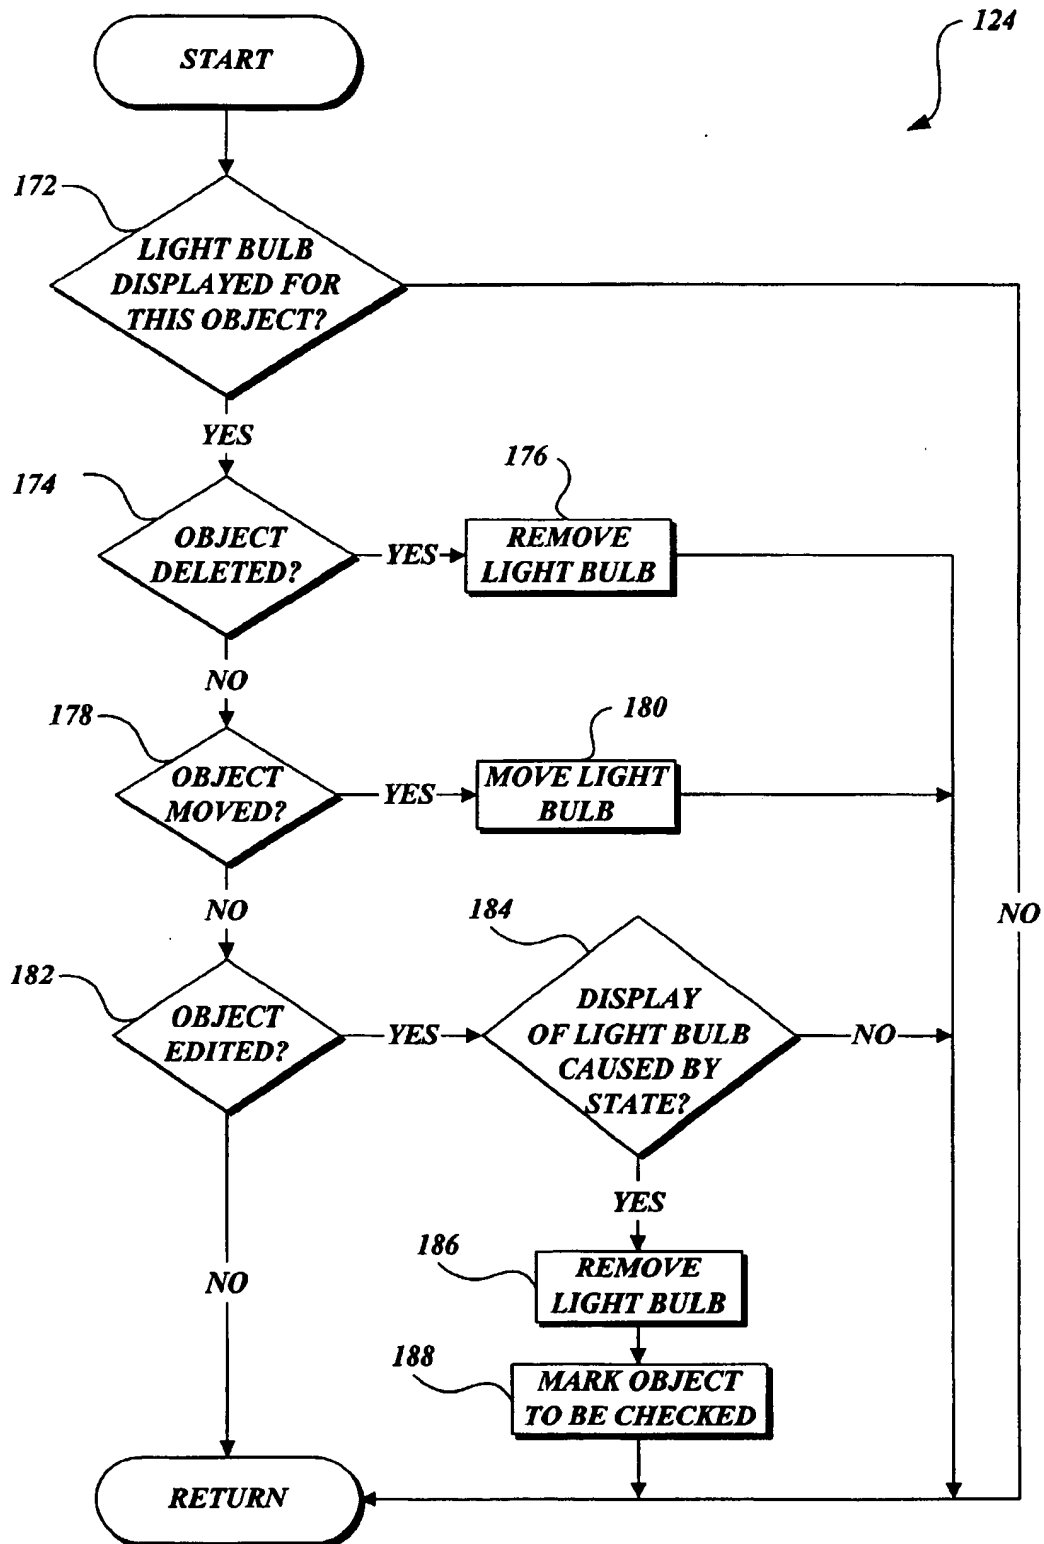 124
START
172
LIGHT BULB
DISPLAYED FOR
THIS OBJECT?
YES
174
OBJECT
DELETED?
YES
176
REMOVE
LIGHT BULB
NO
178
OBJECT
MOVED?
YES
180
MOVE LIGHT
BULB
NO
NO
182
OBJECT
EDITED?
YES
184
DISPLAY
OF LIGHT BULB
CAUSED BY
STATE?
NO
YES
186
REMOVE
LIGHT BULB
NO
188
MARK OBJECT
TO BE CHECKED
RETURN